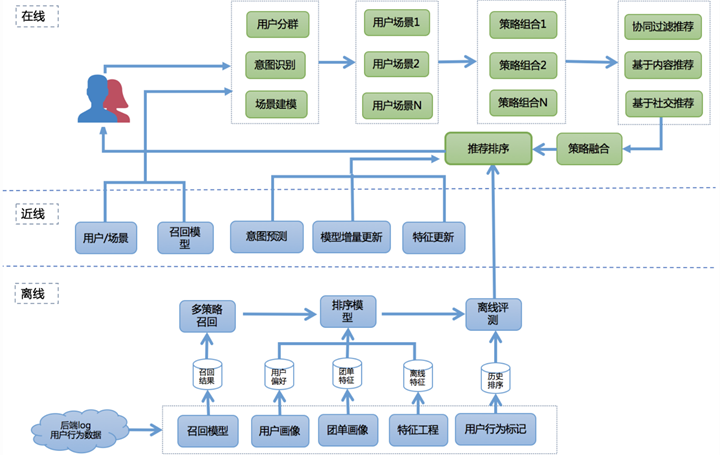 在线
用户分群
意图识别
场景建模
用户场景1
用户场景2
用户场景N
策略组合1
策略组合2
策略组合N
协同过滤推荐
基于内容推荐
基于社交推荐
推荐排序
策略融合
近线
用户/场景
召回模
型
意图预测
模型增量更新
特征更新
离线
多策略
召回
排序模
型
离线评
测
召回
结果
用户
偏好
团单
特征
离线
特征
历史
排序
后端log
用户行为数据
召回模型
用户画像
团单画像
特征工程
用户行为标记